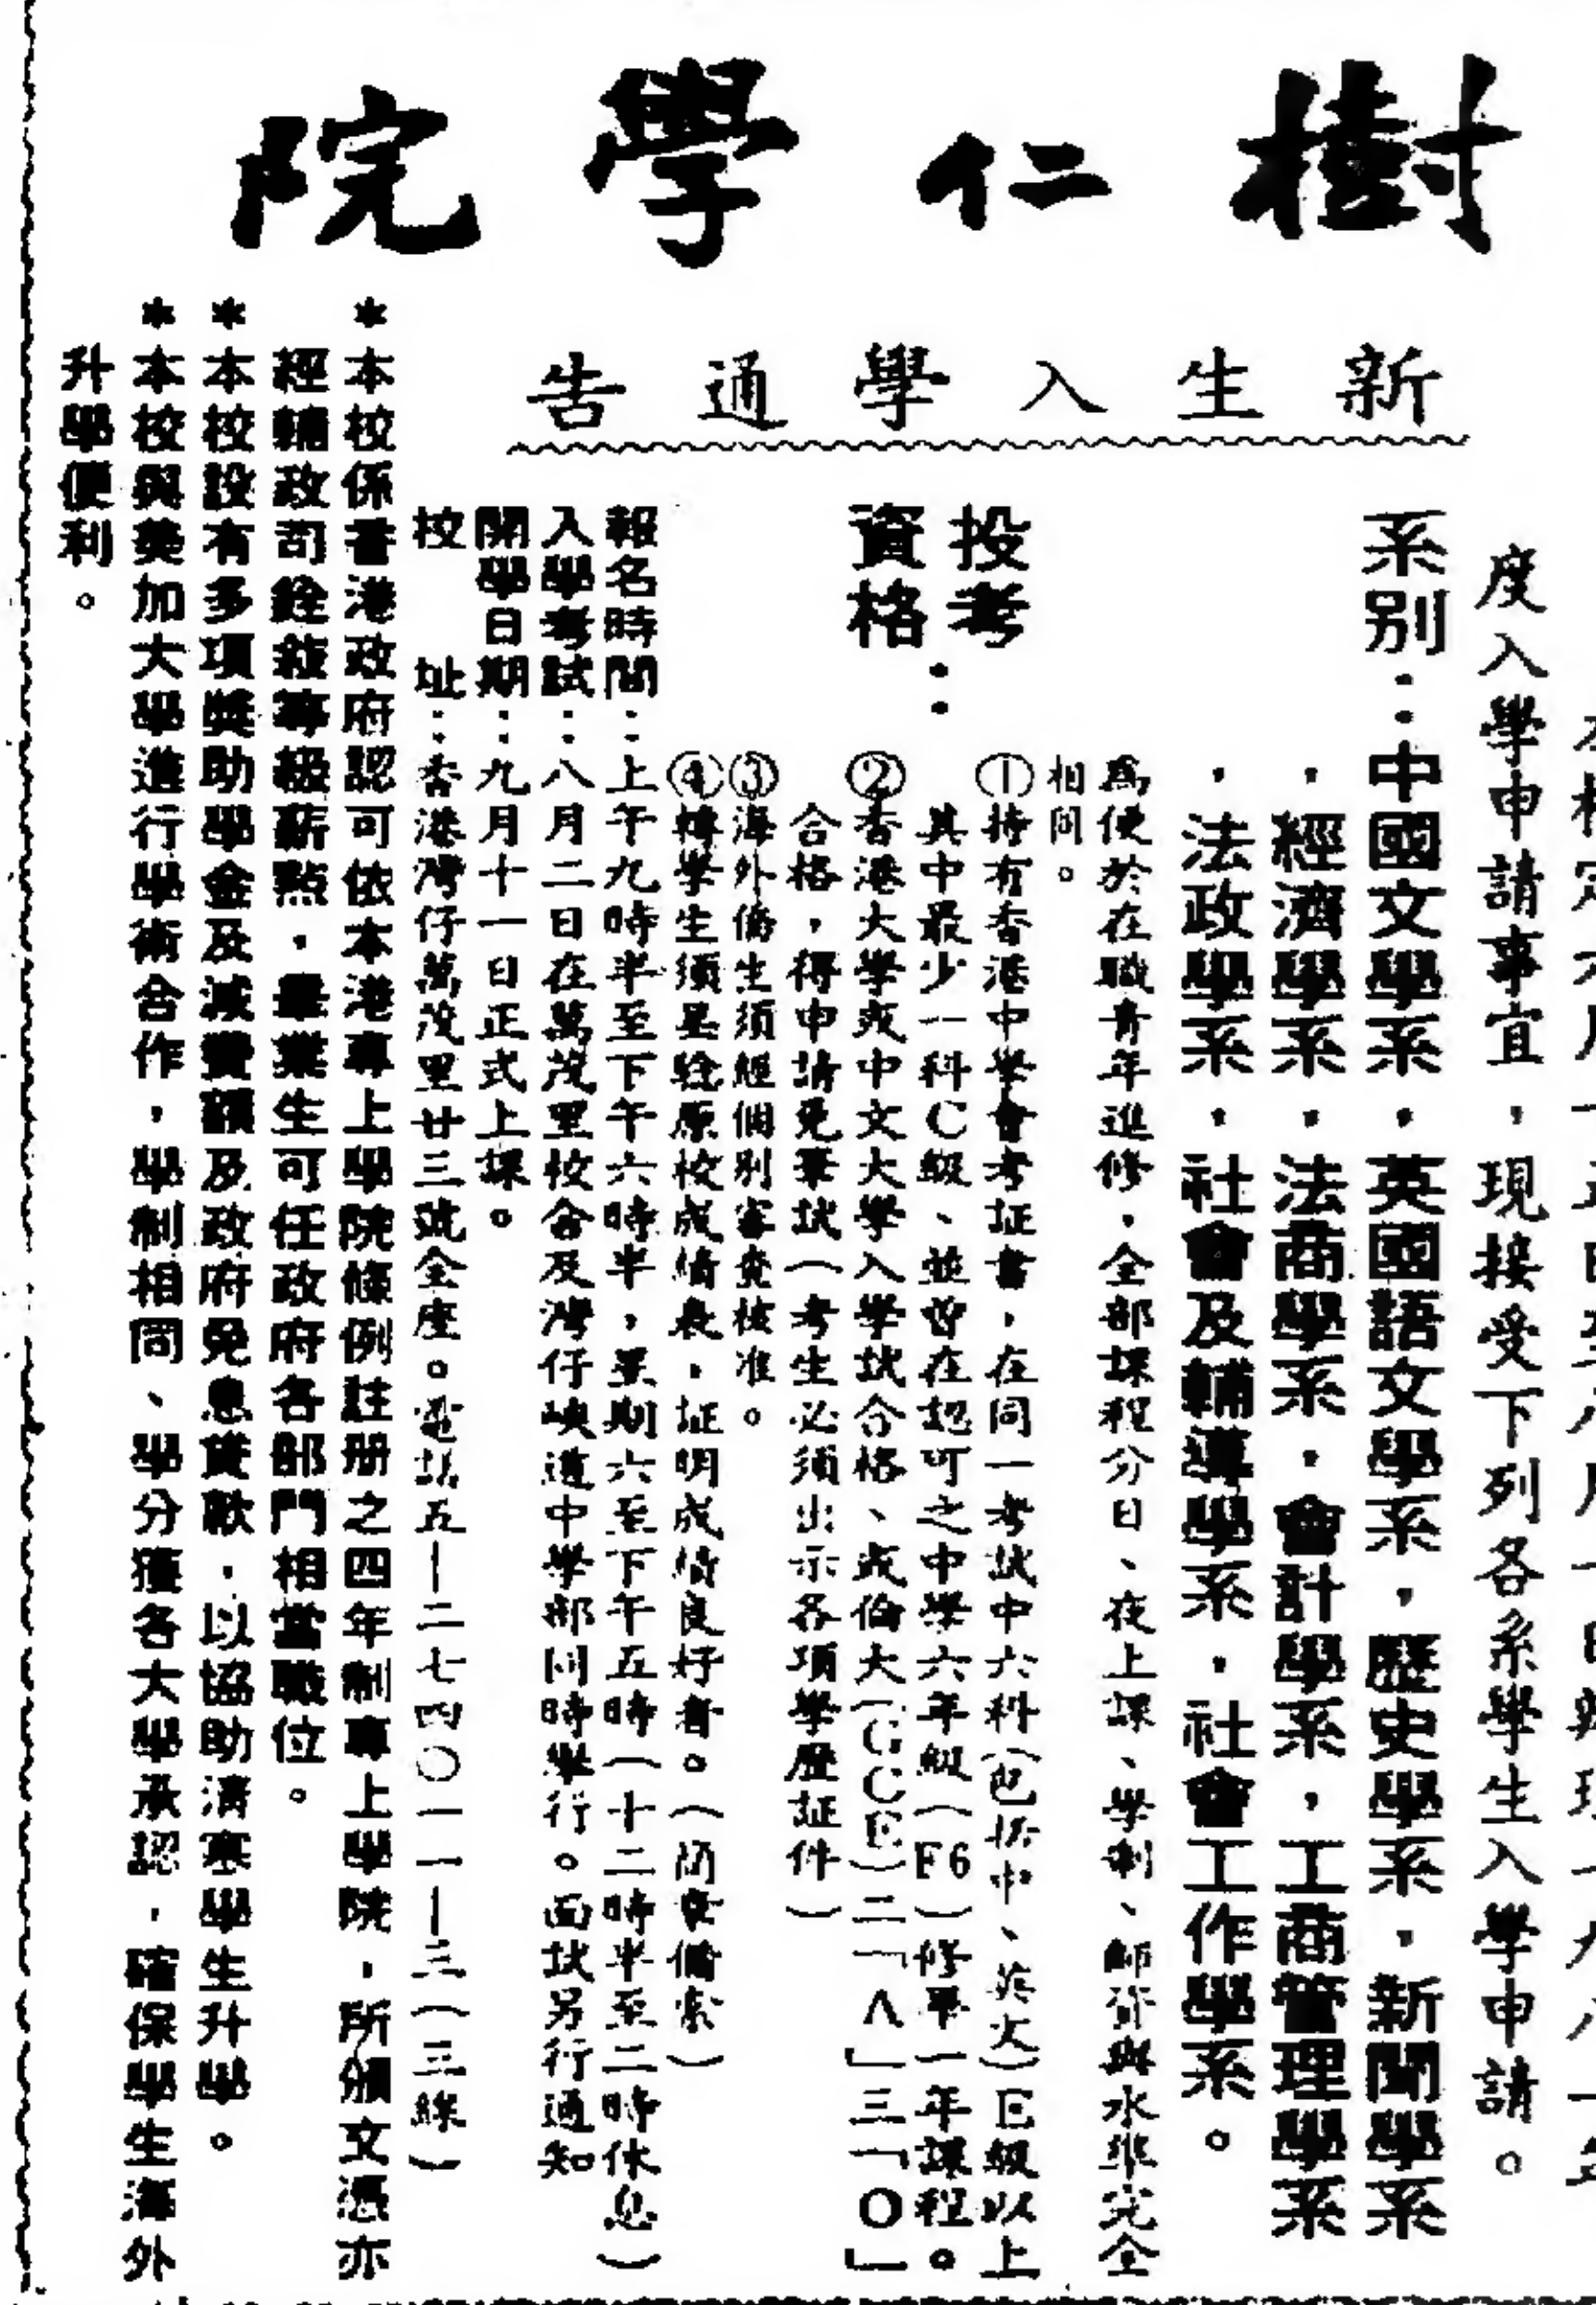 樹仁學院
新生入學通告
度入學申請事宜，現接受下列各系學生入學申請。
系别：中國文學系，英國語文學系，歷史學系，新聞學系
，經濟學系，法商學系，會計學系，工商管理學系
，法政學系，社會及輔導學系，社會工作學系。
爲便於在職青年進修，全部課程分日、夜上課、學制、師資與水準完全
相同。
投考資格：
①持有香港中學會考証書，在同一考試中六科（包括中、英文）E級以上
其中最少一科C級、並曾在認可之中學六年級（F6）修畢一年課程。
②香港大學或中文大學入學試合格、或倫大（GCE）二「A」三「O」
合格，得申請免筆試（考生必須出示各項學歷証件）
③海外僑生須經個別審查核准。
④轉學生須呈驗原校成績表，証明成績良好者。（簡章備索）
報名時間：上午九時半至下午六時半，星期六至下午五時（十二時半至二時休息）
入學考試：八月二日在萬茂里校舍及灣仔峽道中學部同時舉行。面試另行通知
開學日期：九月十一日正式上課。
校址：香港灣仔萬茂里廿三號全座。電話五—二七四〇一一—三（三線）
＊本校係香港政府認可依本港專上學院條例註册之四年制專上學院，所頒文憑亦
經輔政司銓敍等級薪點，畢業生可任政府各部門相當職位。
＊本校設有多項獎助學金及減費額及政府免息貸款，以協助清寒學生升學。
＊本校與美加大學進行學術合作，學制相同、學分獲各大學承認，確保學生海外
升學便利。